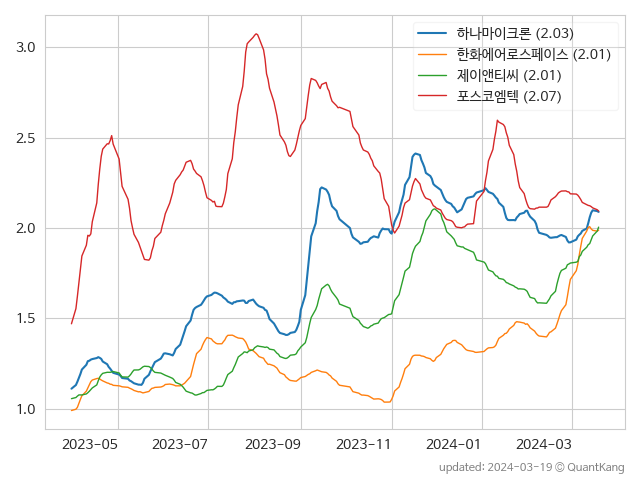 3.0
2.5
2.0
1.5
1.0
하나마이크론 (2.03)
한화에어로스페이스 (2.01)
제이앤티씨 (2.01)
포스코엠텍 (2.07)
2023-05 2023-07 2023-09 2023-11 2024-01 2024-03
updated: 2024-03-19 © QuantKang